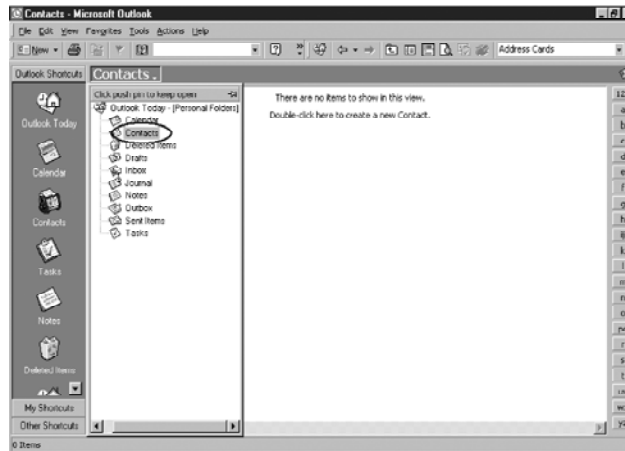 Contacts - Microsoft Outlook
File Edit View Favorites Tools Actions Help
New
Address Cards
Outlook Shortcuts
Contacts
Click push pin to keep open
Outlook Today - [Personal Folders]
Calendar
Contacts
Deleted Items
Drafts
Inbox
Journal
Notes
Outbox
Sent Items
Tasks
There are no items to show in this view.
Double-click here to create a new Contact.
Outlook Today
Calendar
Contacts
Tasks
Notes
Deleted Items
My Shortcuts
Other Shortcuts
0 Items
12
a
b
c
d
e
f
g
h
ij
k
l
m
n
o
r
s
t